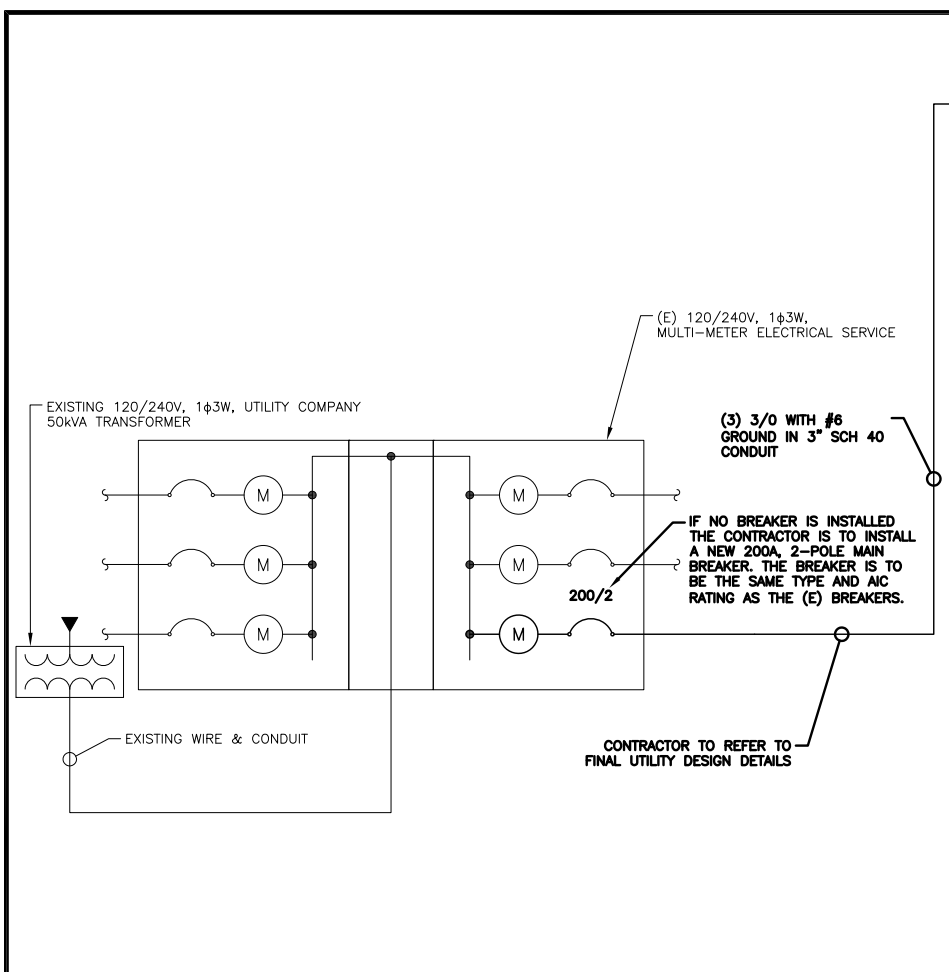 (E) 120/240V, 1ϕ3W,
MULTI-METER ELECTRICAL SERVICE
EXISTING 120/240V, 1ϕ3W, UTILITY COMPANY
50kVA TRANSFORMER
(3) 3/0 WITH #6
GROUND IN 3" SCH 40
CONDUIT
M
M
M
M
M
M
IF NO BREAKER IS INSTALLED
THE CONTRACTOR IS TO INSTALL
A NEW 200A, 2-POLE MAIN
BREAKER. THE BREAKER IS TO
BE THE SAME TYPE AND AIC
RATING AS THE (E) BREAKERS.
200/2
EXISTING WIRE & CONDUIT
CONTRACTOR TO REFER TO
FINAL UTILITY DESIGN DETAILS